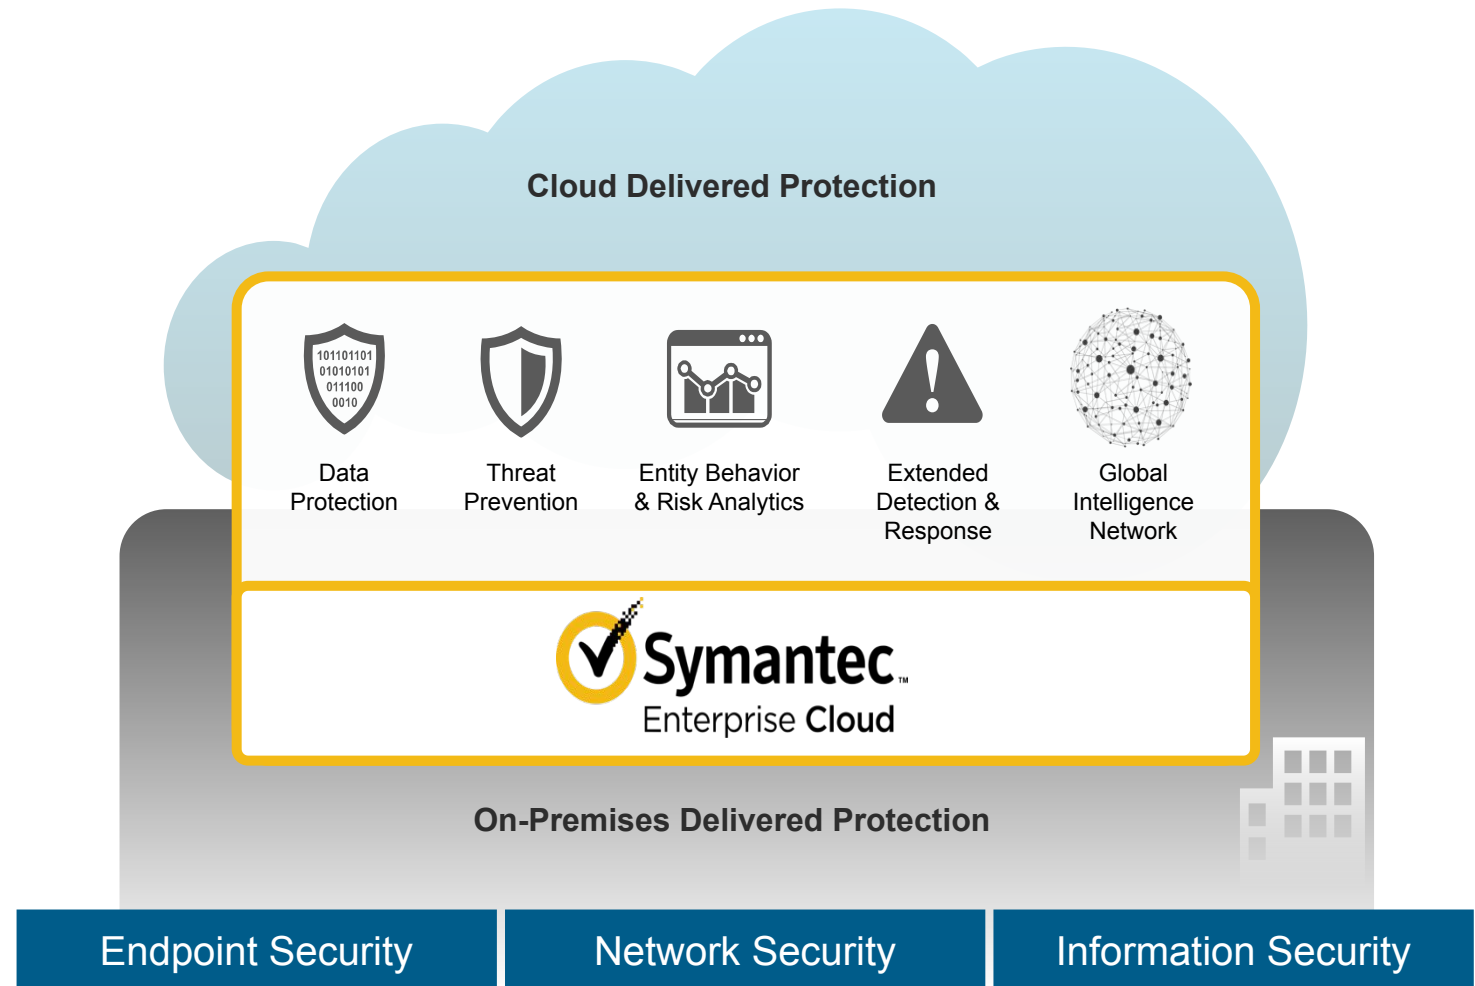 Cloud Delivered Protection
101101101
01010101
011100
0010
Data
Protection
Threat
Prevention
Entity Behavior
& Risk Analytics
Extended
Detection &
Response
Global
Intelligence
Network
Symantec™
Enterprise Cloud
On-Premises Delivered Protection
Endpoint Security
Network Security
Information Security